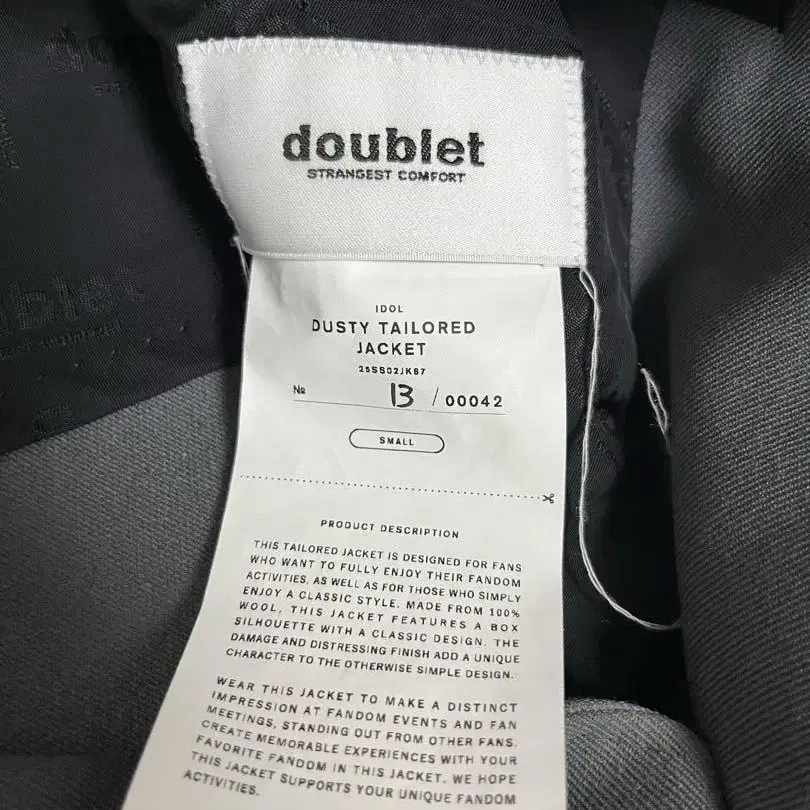 doublet
STRANGEST COMFORT
IDOL
DUSTY TAILORED
JACKET
25SS02JK67
№ 13 / 00042
SMALL
PRODUCT DESCRIPTION
THIS TAILORED JACKET IS DESIGNED FOR FANS
WHO WANT TO FULLY ENJOY THEIR FANDOM
ACTIVITIES, AS WELL AS FOR THOSE WHO SIMPLY
ENJOY A CLASSIC STYLE. MADE FROM 100%
WOOL, THIS JACKET FEATURES A BOX
SILHOUETTE WITH A CLASSIC DESIGN. THE
DAMAGE AND DISTRESSING FINISH ADD A UNIQUE
CHARACTER TO THE OTHERWISE SIMPLE DESIGN.
WEAR THIS JACKET TO MAKE A DISTINCT
IMPRESSION AT FANDOM EVENTS AND FAN
MEETINGS, STANDING OUT FROM OTHER FANS.
CREATE MEMORABLE EXPERIENCES WITH YOUR
FAVORITE FANDOM IN THIS JACKET. WE HOPE
THIS JACKET SUPPORTS YOUR UNIQUE FANDOM
ACTIVITIES.